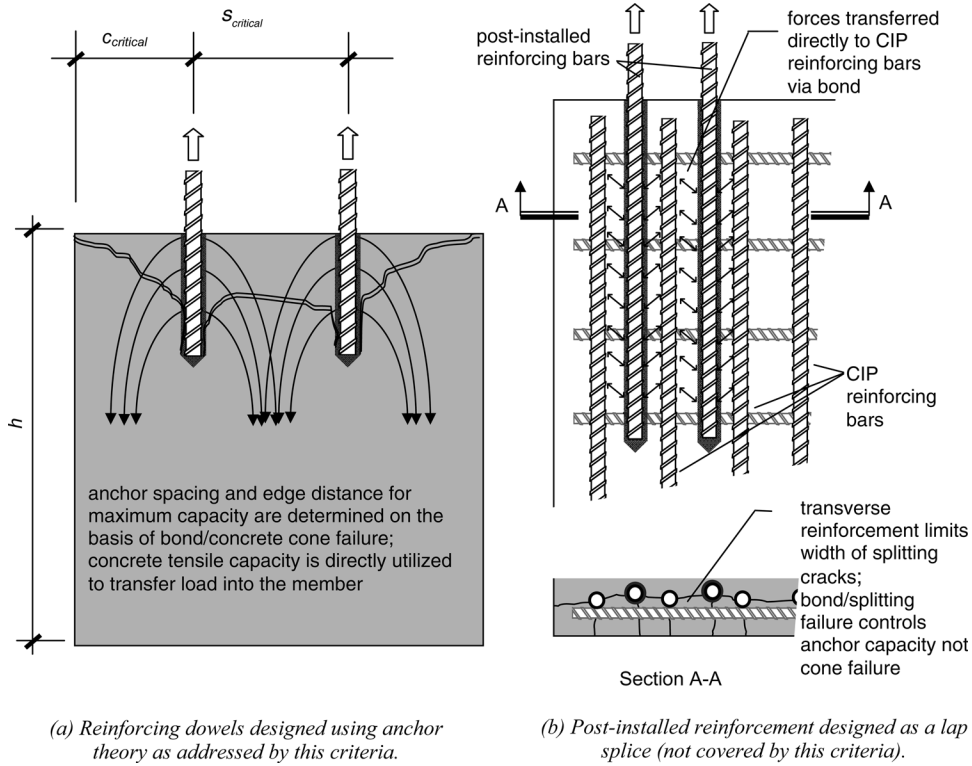 s_critical
c_critical
h
anchor spacing and edge distance for
maximum capacity are determined on the
basis of bond/concrete cone failure;
concrete tensile capacity is directly utilized
to transfer load into the member
(a) Reinforcing dowels designed using anchor
theory as addressed by this criteria.
post-installed
reinforcing bars
forces transferred
directly to CIP
reinforcing bars
via bond
A
A
CIP
reinforcing
bars
transverse
reinforcement limits
width of splitting
cracks;
bond/splitting
failure controls
anchor capacity not
cone failure
Section A-A
(b) Post-installed reinforcement designed as a lap
splice (not covered by this criteria).